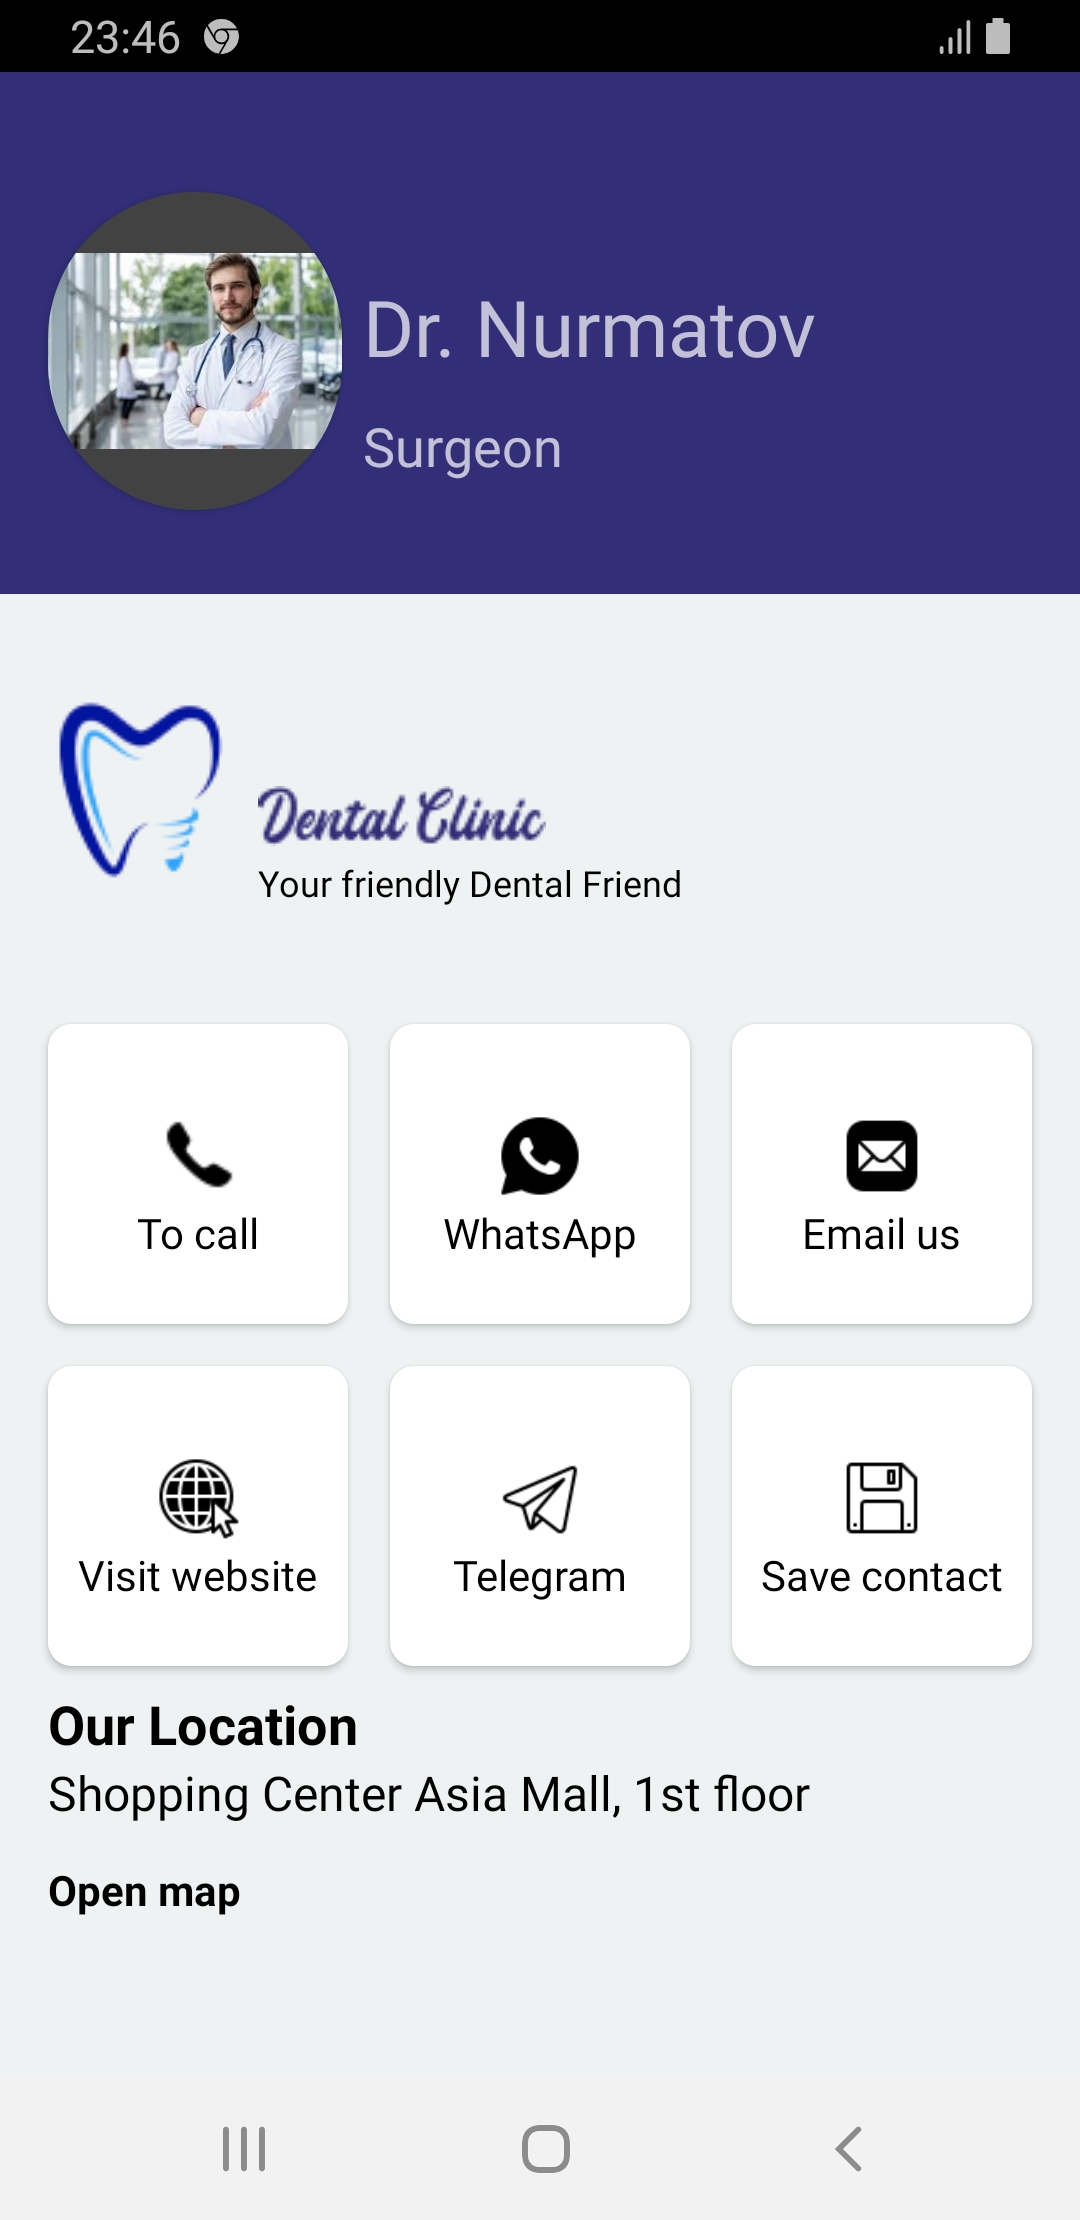 23:46
Dr. Nurmatov
Surgeon
Dental Clinic
Your friendly Dental Friend
To call
WhatsApp
Email us
Visit website
Telegram
Save contact
Our Location
Shopping Center Asia Mall, 1st floor
Open map